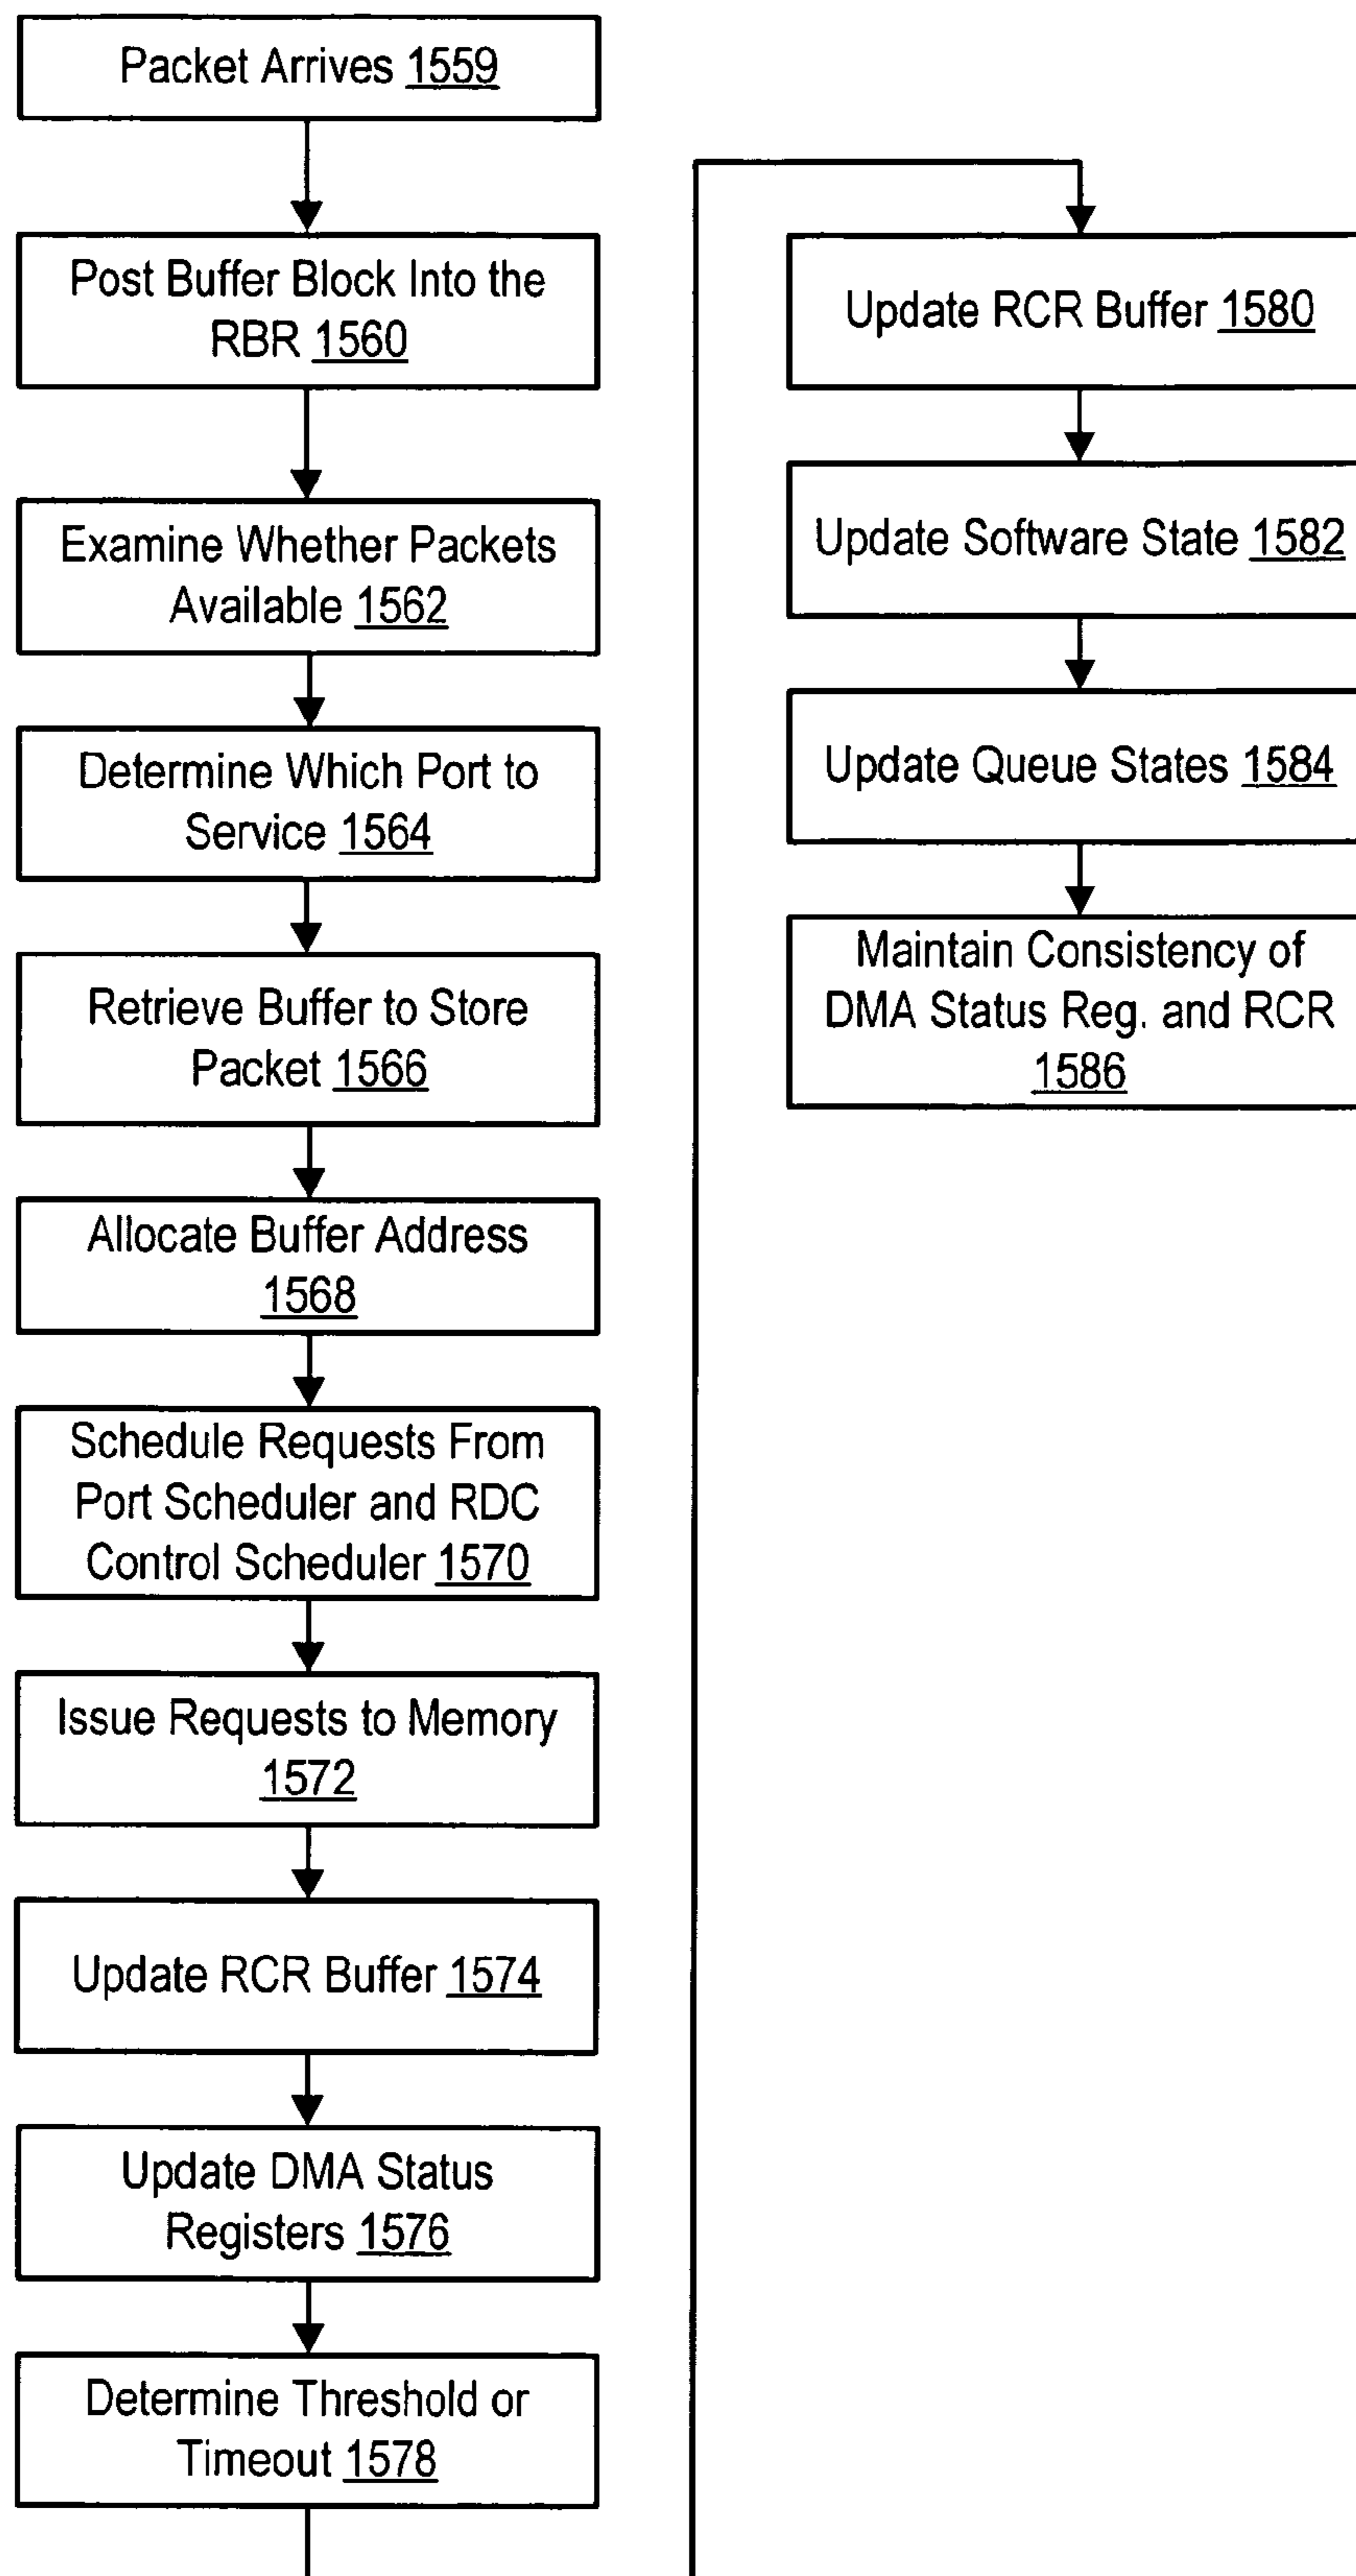 Packet Arrives 1559
Post Buffer Block Into the
RBR 1560
Examine Whether Packets
Available 1562
Determine Which Port to
Service 1564
Retrieve Buffer to Store
Packet 1566
Allocate Buffer Address
1568
Schedule Requests From
Port Scheduler and RDC
Control Scheduler 1570
Issue Requests to Memory
1572
Update RCR Buffer 1574
Update DMA Status
Registers 1576
Determine Threshold or
Timeout 1578
Update RCR Buffer 1580
Update Software State 1582
Update Queue States 1584
Maintain Consistency of
DMA Status Reg. and RCR
1586